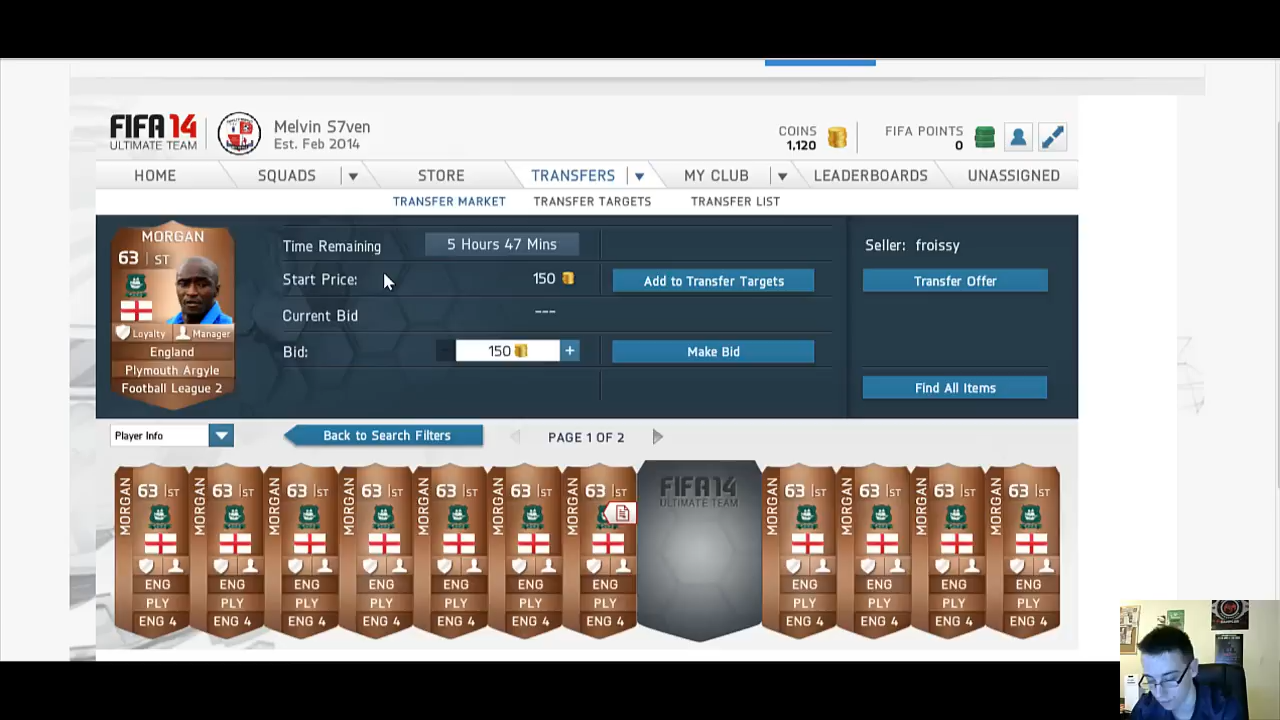 FIFA 14
ULTIMATE TEAM
Melvin S7ven
Est. Feb 2014
COINS
1,120
FIFA POINTS
0
HOME
SQUADS
STORE
TRANSFERS
MY CLUB
LEADERBOARDS
UNASSIGNED
TRANSFER MARKET
TRANSFER TARGETS
TRANSFER LIST
MORGAN
63 ST
Loyalty
Manager
England
Plymouth Argyle
Football League 2
Time Remaining
5 Hours 47 Mins
Start Price:
150
Add to Transfer Targets
Current Bid
---
Bid:
150
+
Make Bid
Seller: froissy
Transfer Offer
Find All Items
Player Info
Back to Search Filters
PAGE 1 OF 2
MORGAN
63 ST
ENG
PLY
ENG 4
MORGAN
63 ST
ENG
PLY
ENG 4
MORGAN
63 ST
ENG
PLY
ENG 4
MORGAN
63 ST
ENG
PLY
ENG 4
MORGAN
63 ST
ENG
PLY
ENG 4
MORGAN
63 ST
ENG
PLY
ENG 4
MORGAN
63 ST
ENG
PLY
ENG 4
FIFA 14
ULTIMATE TEAM
MORGAN
63 ST
ENG
PLY
ENG 4
MORGAN
63 ST
ENG
PLY
ENG 4
MORGAN
63 ST
ENG
PLY
ENG 4
MORGAN
63 ST
ENG
PLY
ENG 4